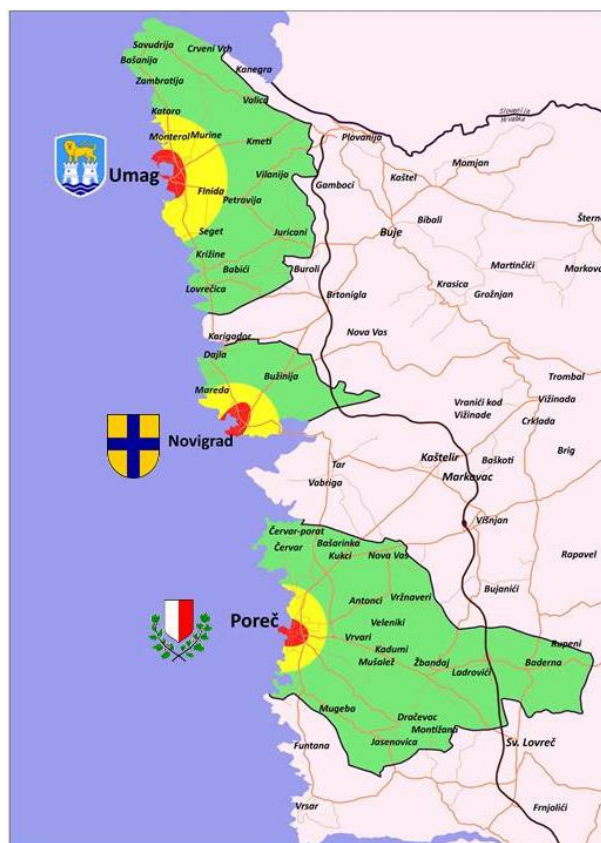 Savudrija
Crveni Vrh
Bašanija
Kanegra
Zambratija
Valica
Katoro
Slovenija
Hrvatska
Monterol
Murine
Kmeti
Plovanija
Umag
Finida
Vilanija
Gamboci
Kaštel
Momjan
Petrovija
Bibali
Buje
Seget
Juricani
Križine
Babići
Buroli
Martinčići
Lovrečica
Brtonigla
Krasica
Grožnjan
Karigador
Nova Vas
Dajla
Bužinija
Trombal
Mareda
Vranići kod
Vižinade
Vižinada
Crklada
Novigrad
Kaštelir
Baškoti
Brig
Tar
Markovac
Vabriga
Višnjan
Červar-porat
Bašarinka
Červar
Kukci
Nova Vas
Rapavel
Bujanići
Antonci
Vržnaveri
Poreč
Veleniki
Vrvari
Kadumi
Rupeni
Mušalež
Žbandaj
Baderna
Ladrovići
Mugeba
Dračevac
Montižana
Funtana
Jasenovica
Sv. Lovreč
Vrsar
Frnjolići